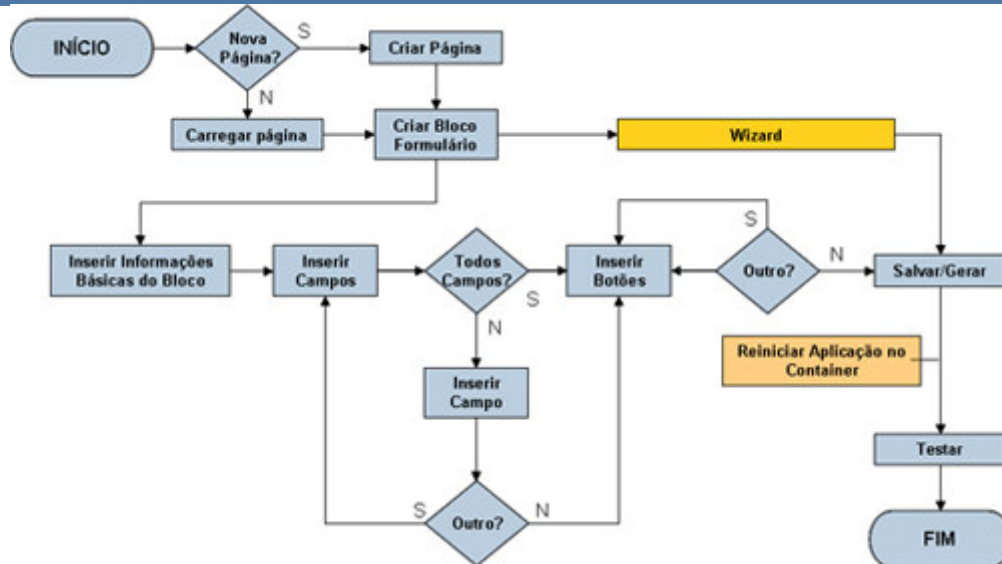 INÍCIO
Nova
Página?
S
Criar Página
N
Carregar página
Criar Bloco
Formulário
Wizard
Inserir Informações
Básicas do Bloco
Inserir
Campos
Todos
Campos?
S
N
Inserir
Botões
S
Outro?
N
Salvar/Gerar
Reiniciar Aplicação no
Container
Inserir
Campo
Testar
S
Outro?
N
FIM